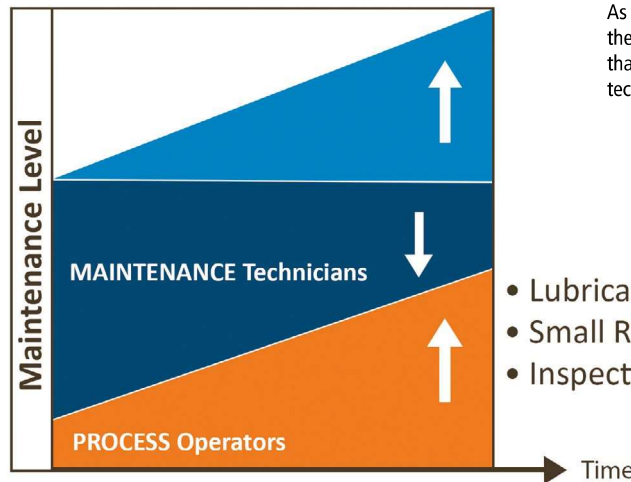 As
the
tha
tec
Maintenance Level
MAINTENANCE Technicians
• Lubrica
• Small R
• Inspect
PROCESS Operators
Time